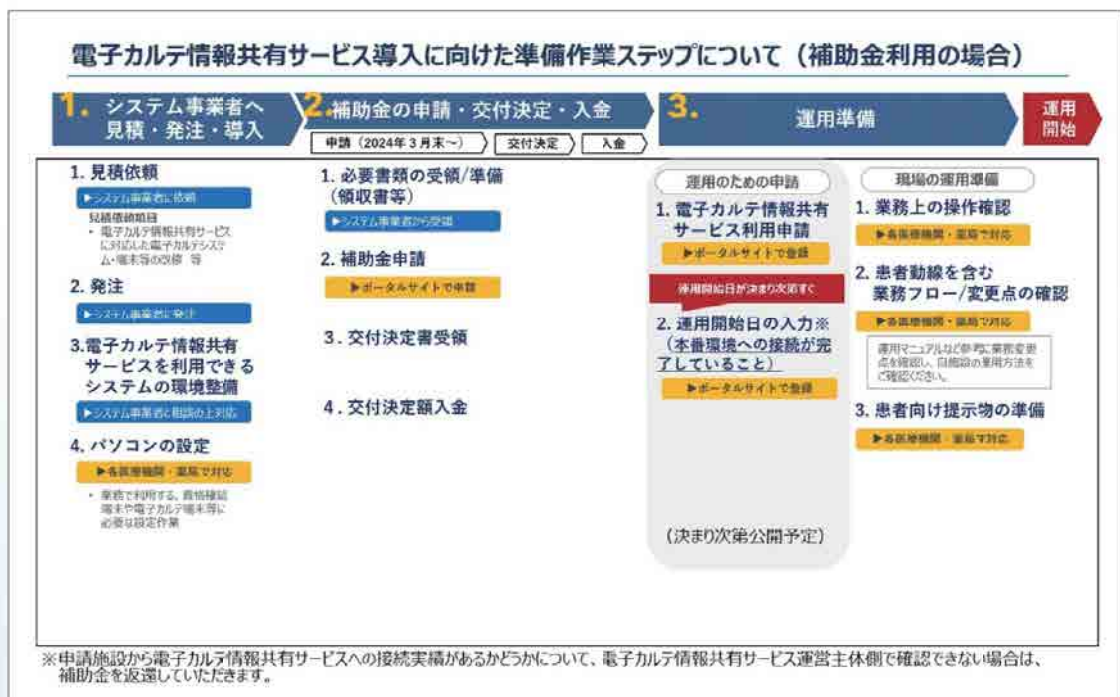 電子カルテ情報共有サービス導入に向けた準備作業ステップについて（補助金利用の場合）
1. システム事業者へ
見積・発注・導入
2.補助金の申請・交付決定・入金
申請（2024年3月末～）
交付決定
入金
3. 運用準備
運用
開始
1. 見積依頼
▶システム事業者に依頼
見積依頼項目
・ 電子カルテ情報共有サービス
に対応した電子カルテシステ
ム・端末等の改修 等
2. 発注
▶システム事業者に発注
3.電子カルテ情報共有
サービスを利用できる
システムの環境整備
▶システム事業者と相談の上対応
4. パソコンの設定
▶各医療機関・薬局で対応
・ 業務で利用する、資格確認
端末や電子カルテ端末等に
必要な設定作業
1. 必要書類の受領/準備
(領収書等)
▶システム事業者から受領
2. 補助金申請
▶ポータルサイトで申請
3. 交付決定書受領
4. 交付決定額入金
運用のための申請
1. 電子カルテ情報共有
サービス利用申請
▶ポータルサイトで登録
運用開始日が決まり次第すぐ
2. 運用開始日の入力※
（本番環境への接続が完
了していること）
▶ポータルサイトで登録
(決まり次第公開予定)
現場の運用準備
1. 業務上の操作確認
▶各医療機関・薬局で対応
2. 患者動線を含む
業務フロー/変更点の確認
▶各医療機関・薬局で対応
運用マニュアルなど参考に業務変更
点を確認し、自施設の運用方法を
ご確認ください。
3. 患者向け提示物の準備
▶各医療機関・薬局で対応
※申請施設から電子カルテ情報共有サービスへの接続実績があるかどうかについて、電子カルテ情報共有サービス運営主体側で確認できない場合は、
補助金を返還していただきます。